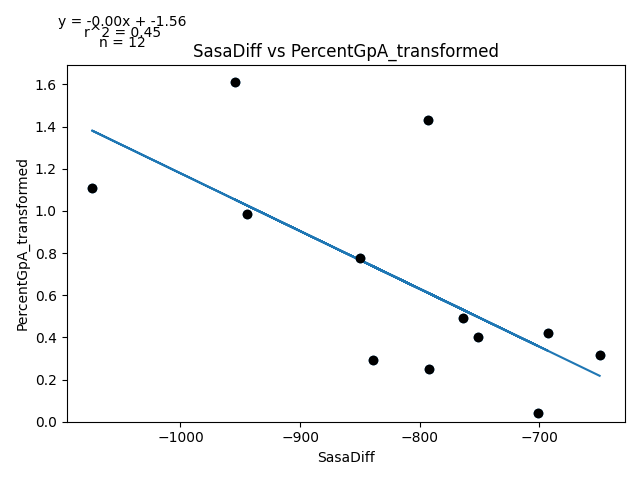 y = -0.00x + -1.56
r^2 = 0.45
n = 12
SasaDiff vs PercentGpA_transformed
PercentGpA_transformed
1.6
1.4
1.2
1.0
0.8
0.6
0.4
0.2
0.0
−1000 −900 −800 −700
SasaDiff